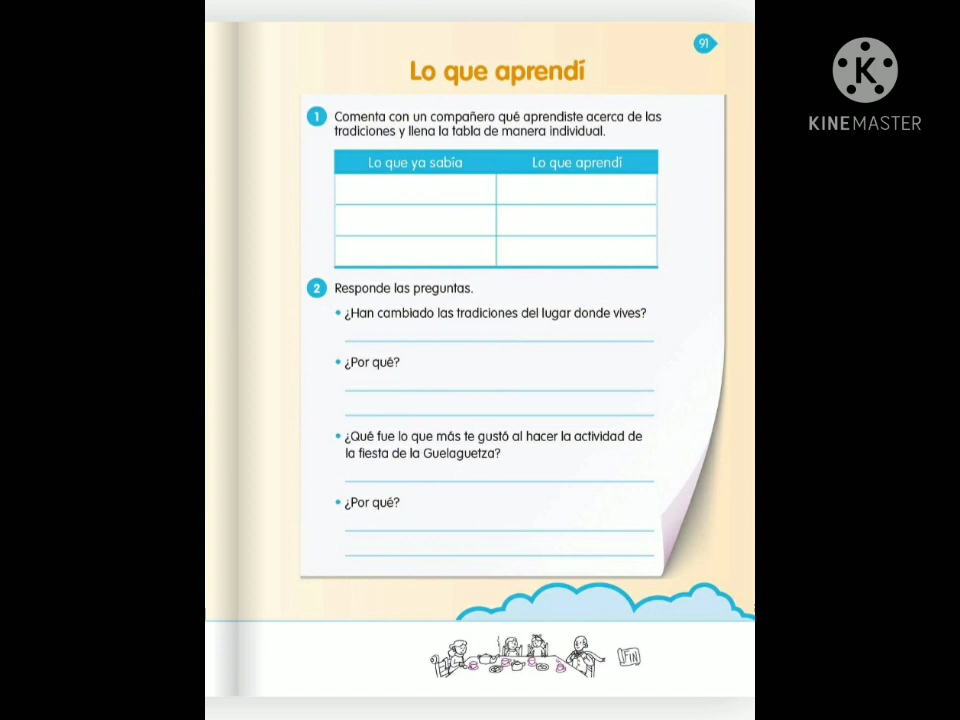 91
Lo que aprendí
1 Comenta con un compañero qué aprendiste acerca de las
tradiciones y llena la tabla de manera individual.
Lo que ya sabía Lo que aprendí
2 Responde las preguntas.
• ¿Han cambiado las tradiciones del lugar donde vives?
• ¿Por qué?
• ¿Qué fue lo que más te gustó al hacer la actividad de
la fiesta de la Guelaguetza?
• ¿Por qué?
FIN
K
KINEMASTER